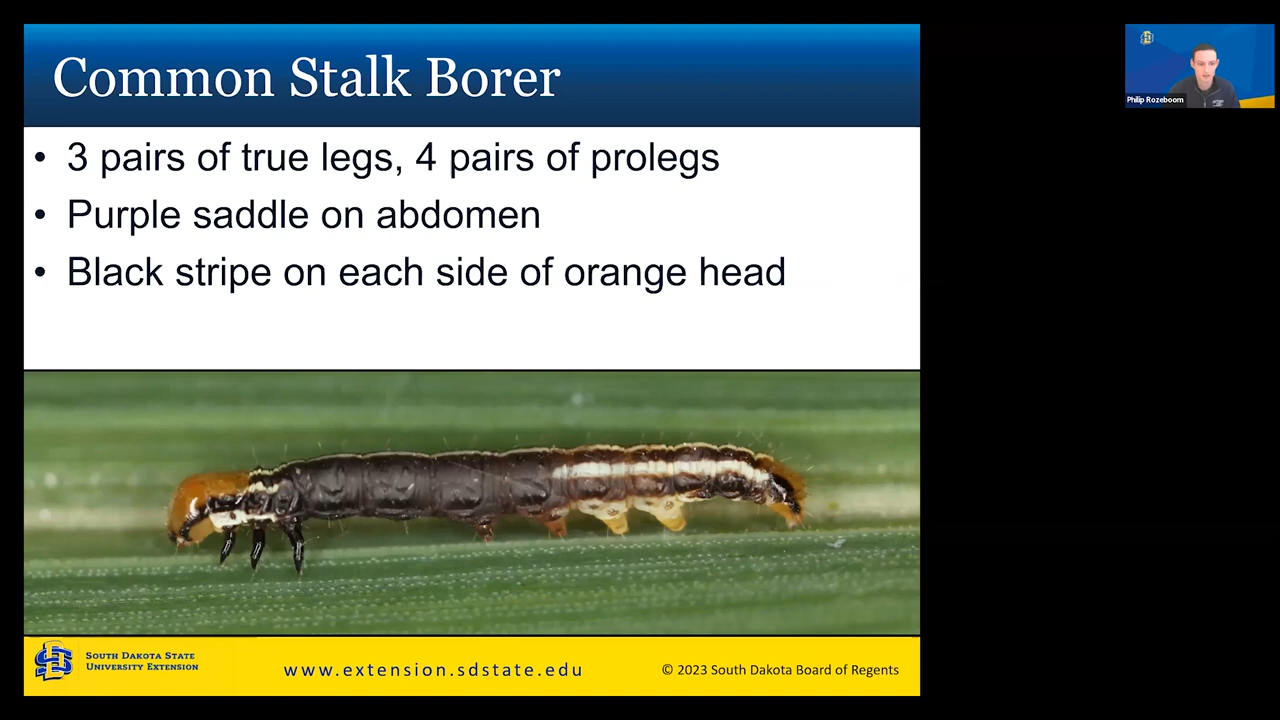 Common Stalk Borer
• 3 pairs of true legs, 4 pairs of prolegs
• Purple saddle on abdomen
• Black stripe on each side of orange head
SOUTH DAKOTA STATE
UNIVERSITY EXTENSION
www.extension.sdstate.edu
© 2023 South Dakota Board of Regents
Philip Rozeboom